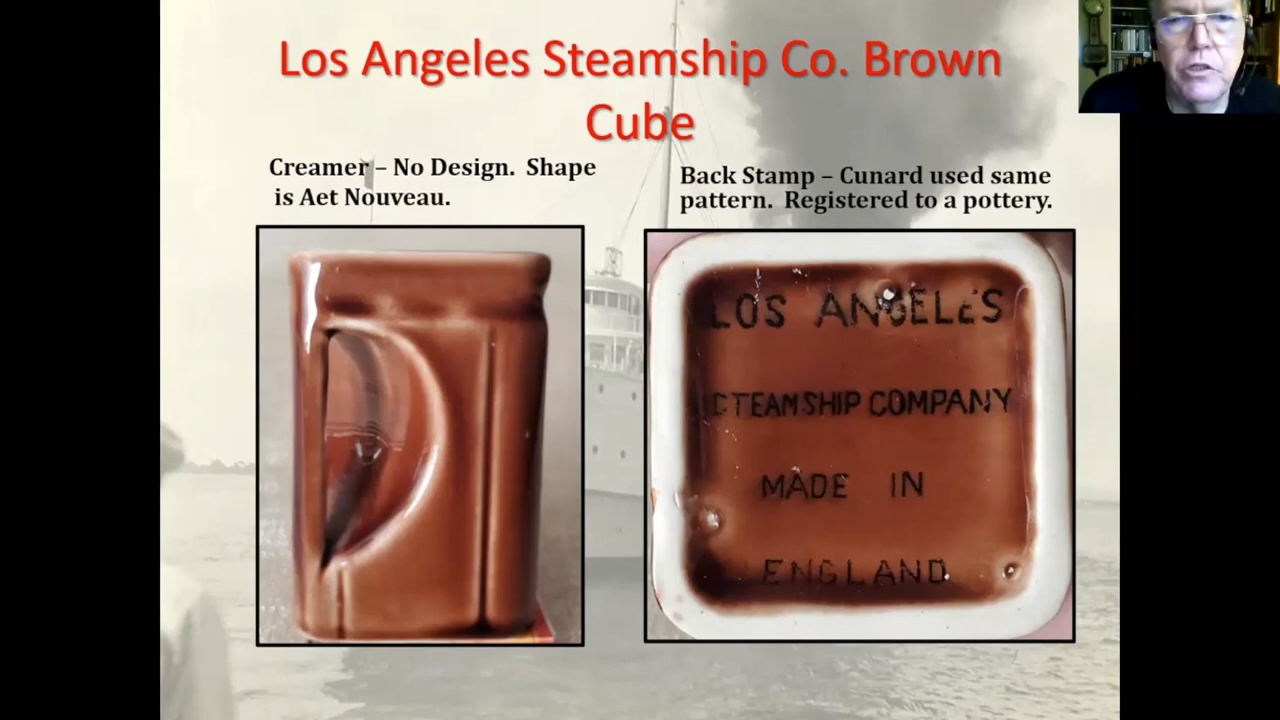 Los Angeles Steamship Co. Brown
Cube
Creamer – No Design.  Shape
is Aet Nouveau.
Back Stamp – Cunard used same
pattern.  Registered to a pottery.
LOS ANGELES
STEAMSHIP COMPANY
MADE IN
ENGLAND